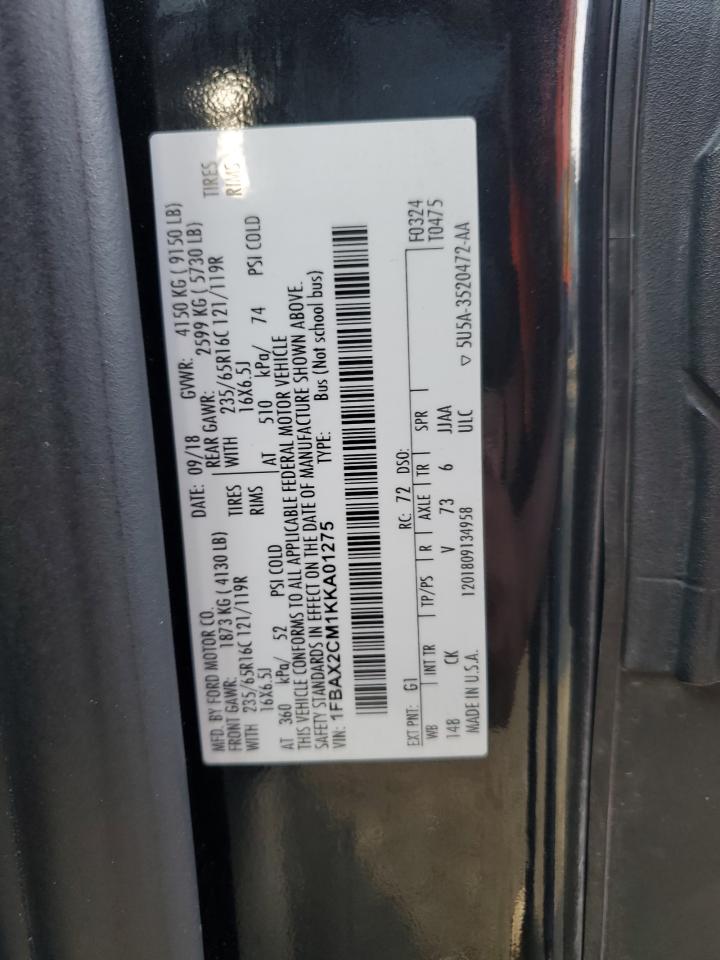 MFD. BY FORD MOTOR CO. DATE: 09/18 GVWR: 4150 KG ( 9150 LB)
FRONT GAWR: 1873 KG ( 4130 LB) REAR GAWR: 2599 KG ( 5730 LB)
WITH 235/65R16C 121/119R TIRES WITH 235/65R16C 121/119R TIRES
16X6.5J RIMS 16X6.5J RIMS
AT 360 kPa/ 52 PSI COLD AT 510 kPa/ 74 PSI COLD
THIS VEHICLE CONFORMS TO ALL APPLICABLE FEDERAL MOTOR VEHICLE
SAFETY STANDARDS IN EFFECT ON THE DATE OF MANUFACTURE SHOWN ABOVE.
VIN: 1FBAX2CM1KKA01275 TYPE: Bus (Not school bus)
EXT PNT: G1 RC: 72 DSO: F0324
WB INT TR TP/PS R AXLE TR SPR T0475
148 CK V 73 6 JJAA
MADE IN U.S.A. 1201809134958 ULC ▽ 5U5A-3520472-AA